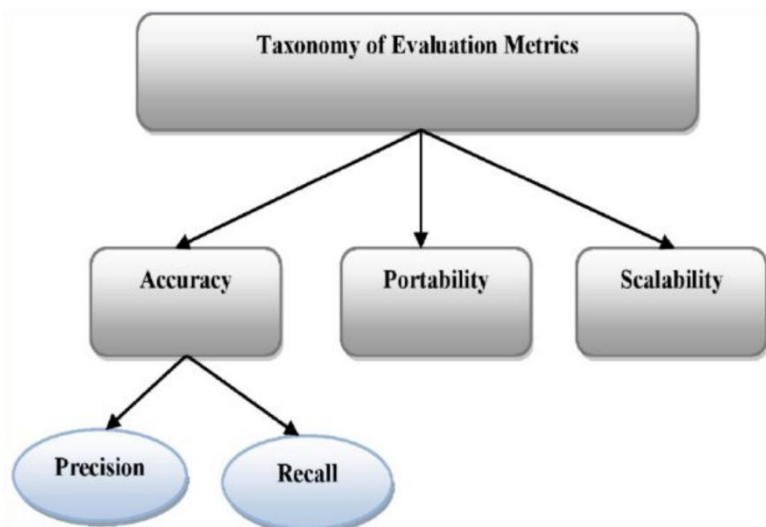 Taxonomy of Evaluation Metrics
Accuracy
Portability
Scalability
Precision
Recall